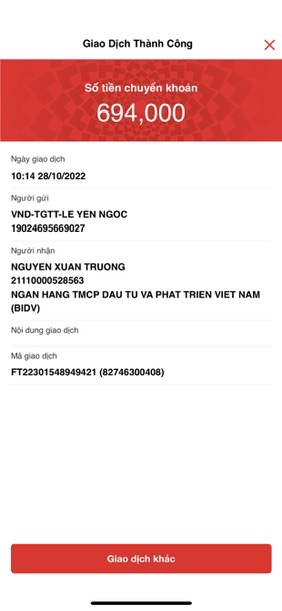 Giao Dịch Thành Công
Số tiền chuyển khoản
694,000
Ngày giao dịch
10:14 28/10/2022
Người gửi
VND-TGTT-LE YEN NGOC
19024695669027
Người nhận
NGUYEN XUAN TRUONG
21110000528563
NGAN HANG TMCP DAU TU VA PHAT TRIEN VIET NAM
(BIDV)
Nội dung giao dịch
Mã giao dịch
FT22301548949421 (82746300408)
Giao dịch khác